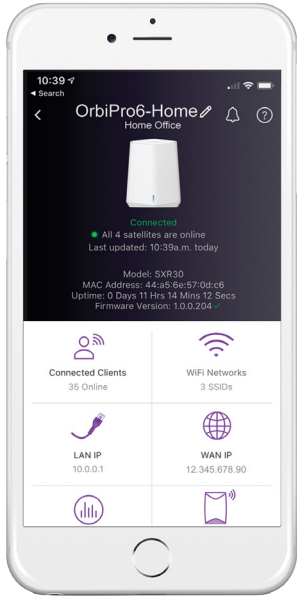 10:39
Search
OrbiPro6-Home
Home Office
Connected
All 4 satellites are online
Last updated: 10:39a.m. today
Model: SXR30
MAC Address: 44:a5:6e:57:0d:c6
Uptime: 0 Days 11 Hrs 14 Mins 12 Secs
Firmware Version: 1.0.0.204
Connected Clients
WiFi Networks
35 Online
3 SSIDs
LAN IP
WAN IP
10.0.0.1
12.345.678.90